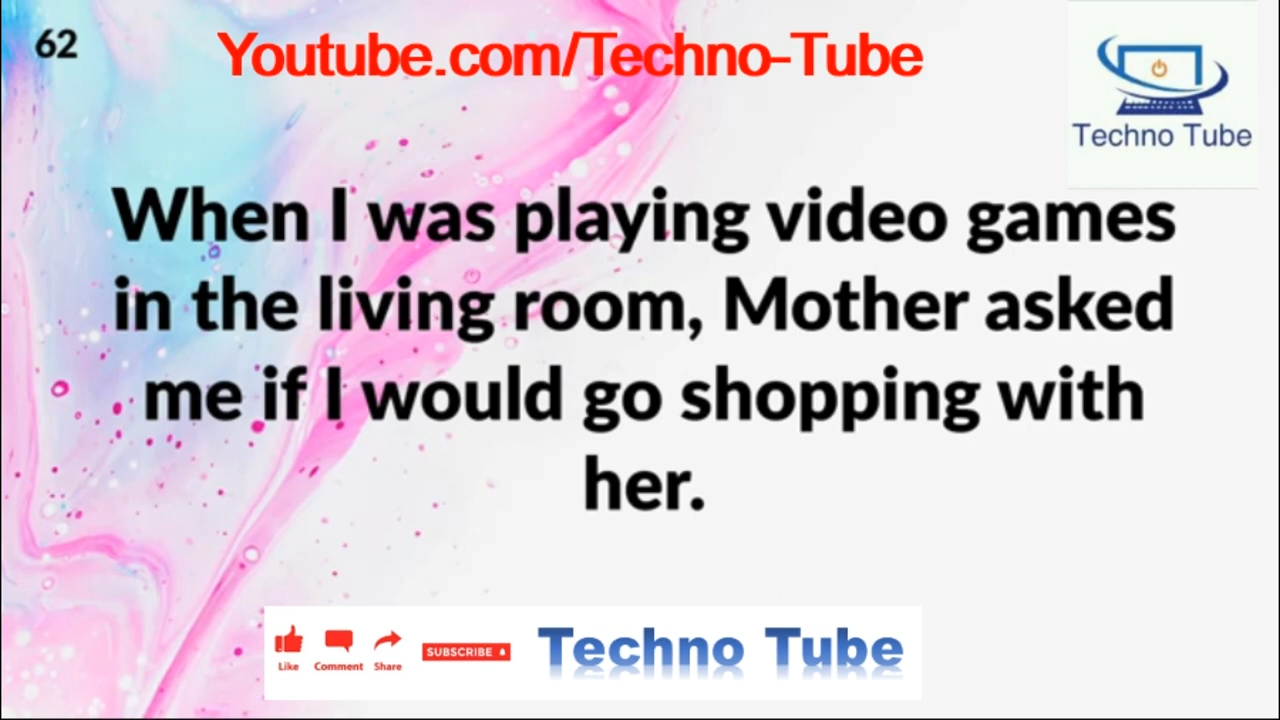 62
Youtube.com/Techno-Tube
Techno Tube
When I was playing video games
in the living room, Mother asked
me if I would go shopping with
her.
Like Comment Share SUBSCRIBE Techno Tube